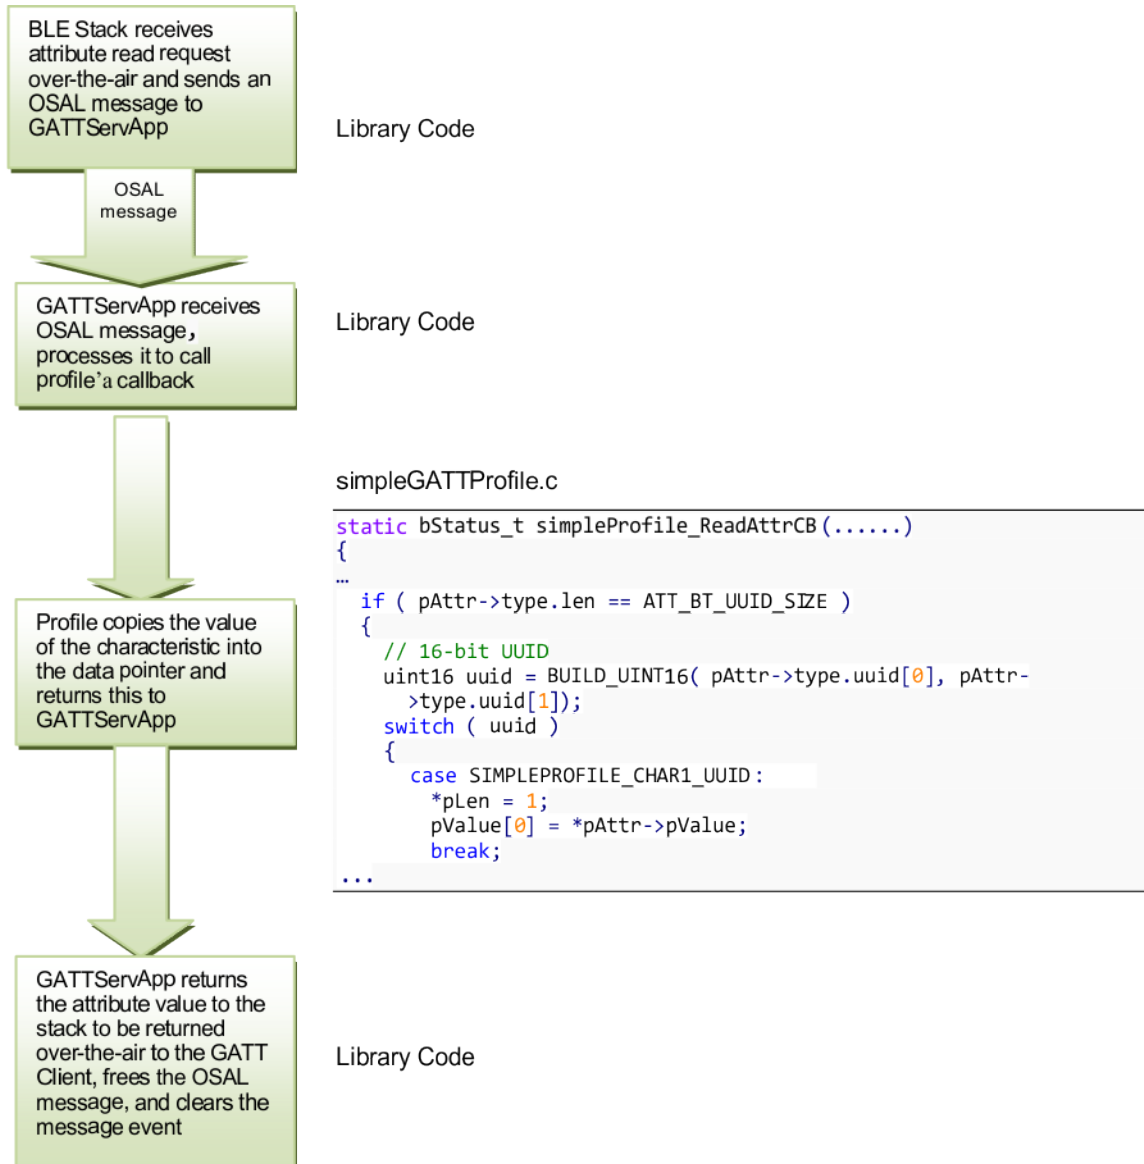 BLE Stack receives
attribute read request
over-the-air and sends an
OSAL message to
GATTServApp
Library Code
OSAL
message
GATTServApp receives
OSAL message,
processes it to call
profile'a callback
Library Code
simpleGATTProfile.c
static bStatus_t simpleProfile_ReadAttrCB(......)
{
…
if ( pAttr->type.len == ATT_BT_UUID_SIZE )
{
// 16-bit UUID
uint16 uuid = BUILD_UINT16( pAttr->type.uuid[0], pAttr-
>type.uuid[1]);
switch ( uuid )
{
case SIMPLEPROFILE_CHAR1_UUID:
*pLen = 1;
pValue[0] = *pAttr->pValue;
break;
...
Profile copies the value
of the characteristic into
the data pointer and
returns this to
GATTServApp
GATTServApp returns
the attribute value to the
stack to be returned
over-the-air to the GATT
Client, frees the OSAL
message, and clears the
message event
Library Code